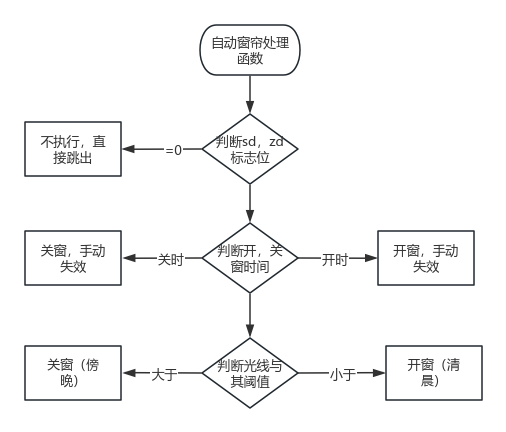 自动窗帘处理
函数
不执行，直
接跳出
=0
判断sd，zd
标志位
关窗，手动
失效
关时
判断开，关
窗时间
开时
开窗，手动
失效
关窗（傍
晚）
大于
判断光线与
其阈值
小于
开窗（清
晨）